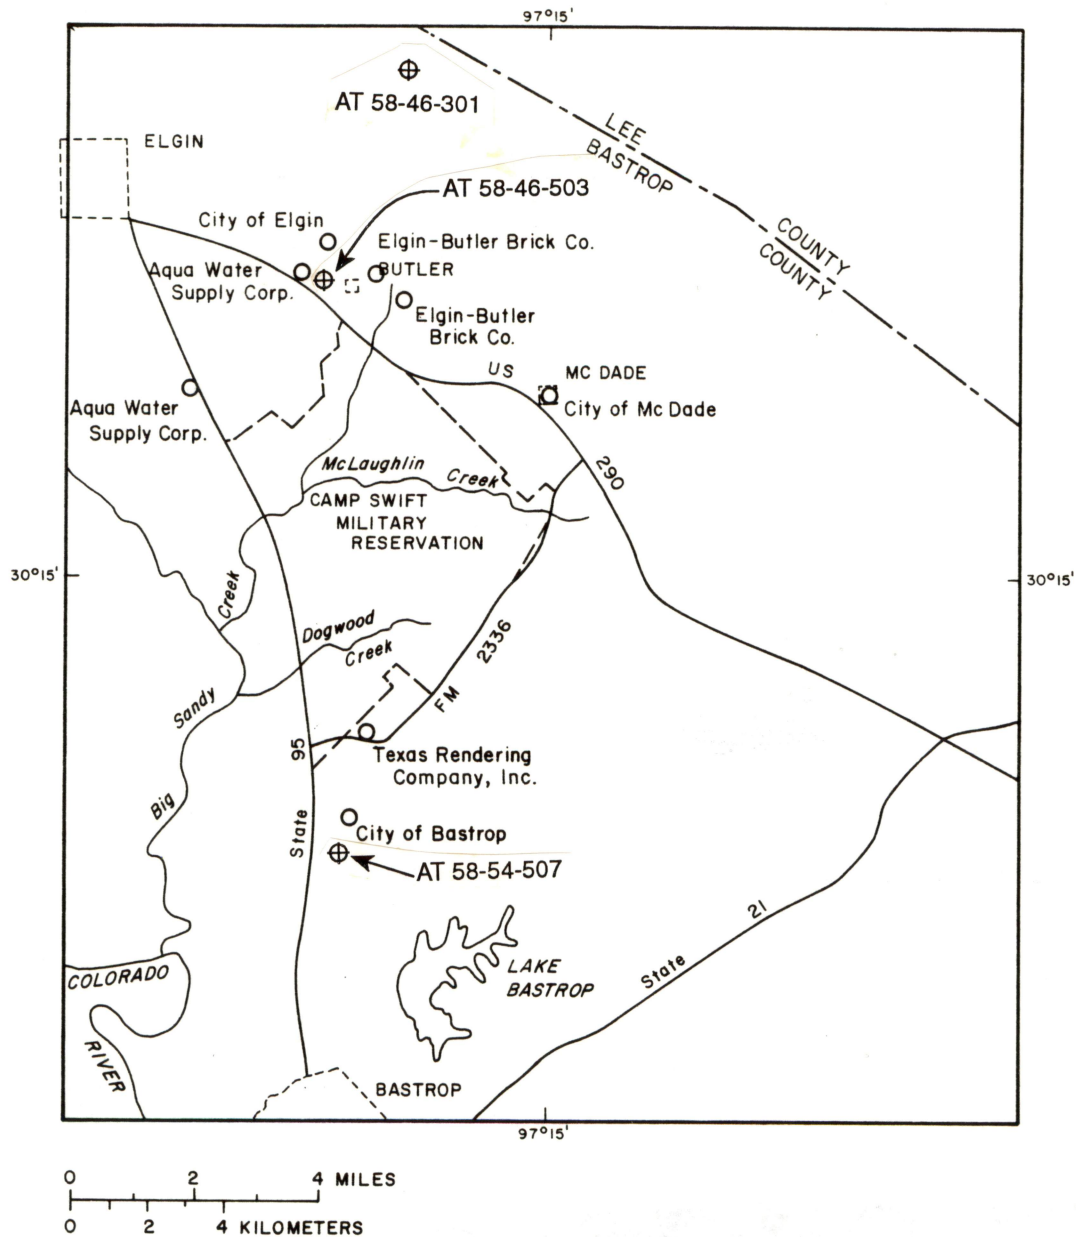 97°15'
AT 58-46-301
LEE
BASTROP
ELGIN
AT 58-46-503
City of Elgin
Elgin-Butler Brick Co.
COUNTY
COUNTY
Aqua Water
Supply Corp.
BUTLER
Elgin-Butler
Brick Co.
US
MC DADE
City of Mc Dade
Aqua Water
Supply Corp.
290
McLaughlin
Creek
CAMP SWIFT
MILITARY
RESERVATION
30°15'
30°15'
Creek
Dogwood
Creek
2336
Sandy
FM
95
Texas Rendering
Company, Inc.
Big
State
City of Bastrop
AT 58-54-507
21
State
LAKE
BASTROP
COLORADO
RIVER
BASTROP
97°15'
0 2 4 MILES
0 2 4 KILOMETERS